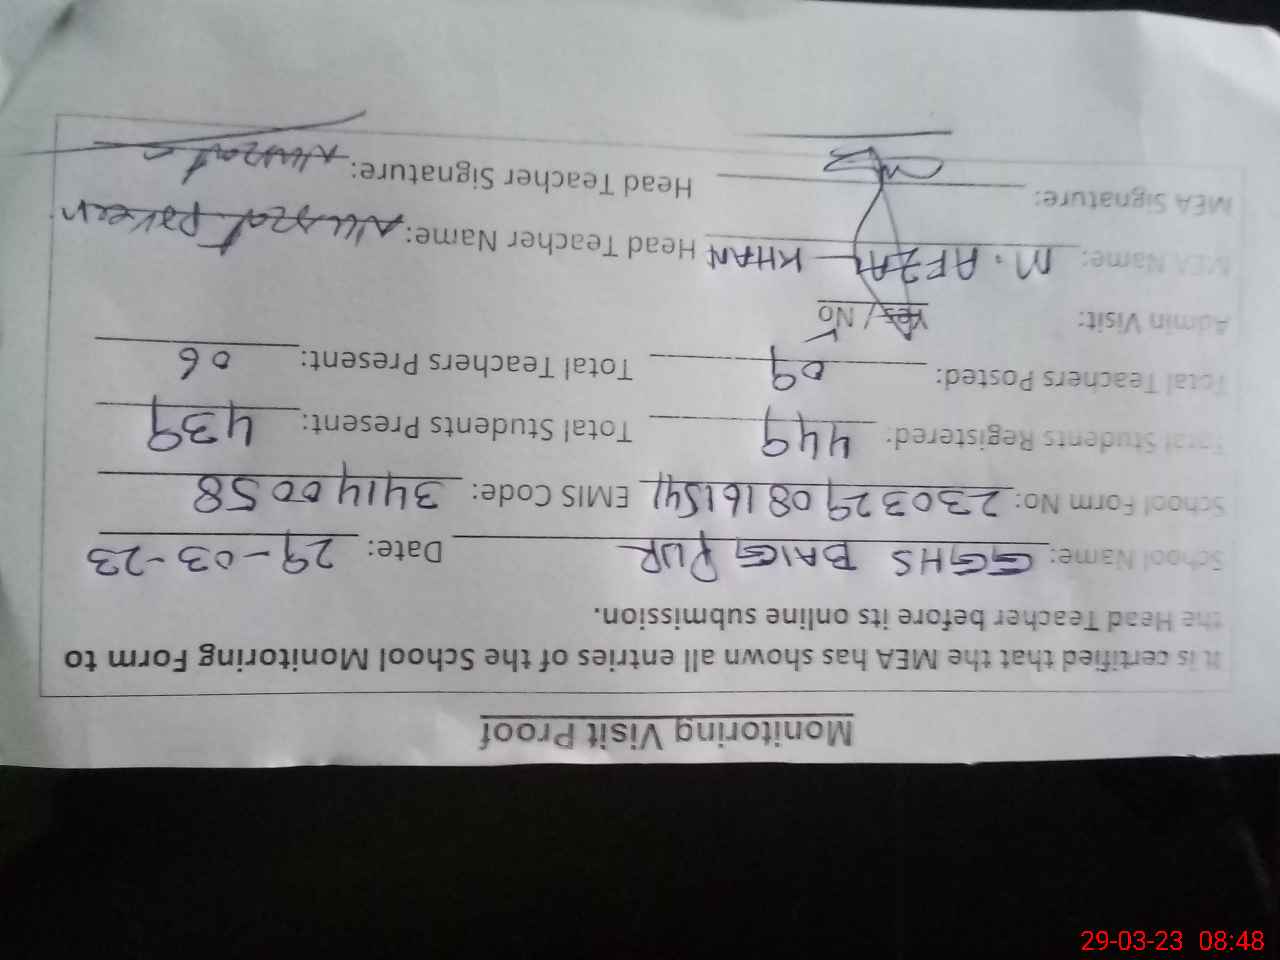 Monitoring Visit Proof
It is certified that the MEA has shown all entries of the School Monitoring Form to
the Head Teacher before its online submission.
School Name: GGHS BAIG PUR Date: 29-03-23
School Form No: 23032908161541 EMIS Code: 34140058
Total Students Registered: 449 Total Students Present: 439
Total Teachers Posted: 09 Total Teachers Present: 06
Admin Visit: Yes / No
MEA Name: M. AFZAL KHAN Head Teacher Name: Nuszat Parveen
MEA Signature: Head Teacher Signature: Nuszat
29-03-23 08:48